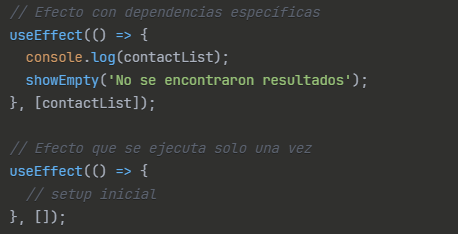 // Efecto con dependencias específicas
useEffect(() => {
  console.log(contactList);
  showEmpty('No se encontraron resultados');
}, [contactList]);

// Efecto que se ejecuta solo una vez
useEffect(() => {
  // setup inicial
}, []);